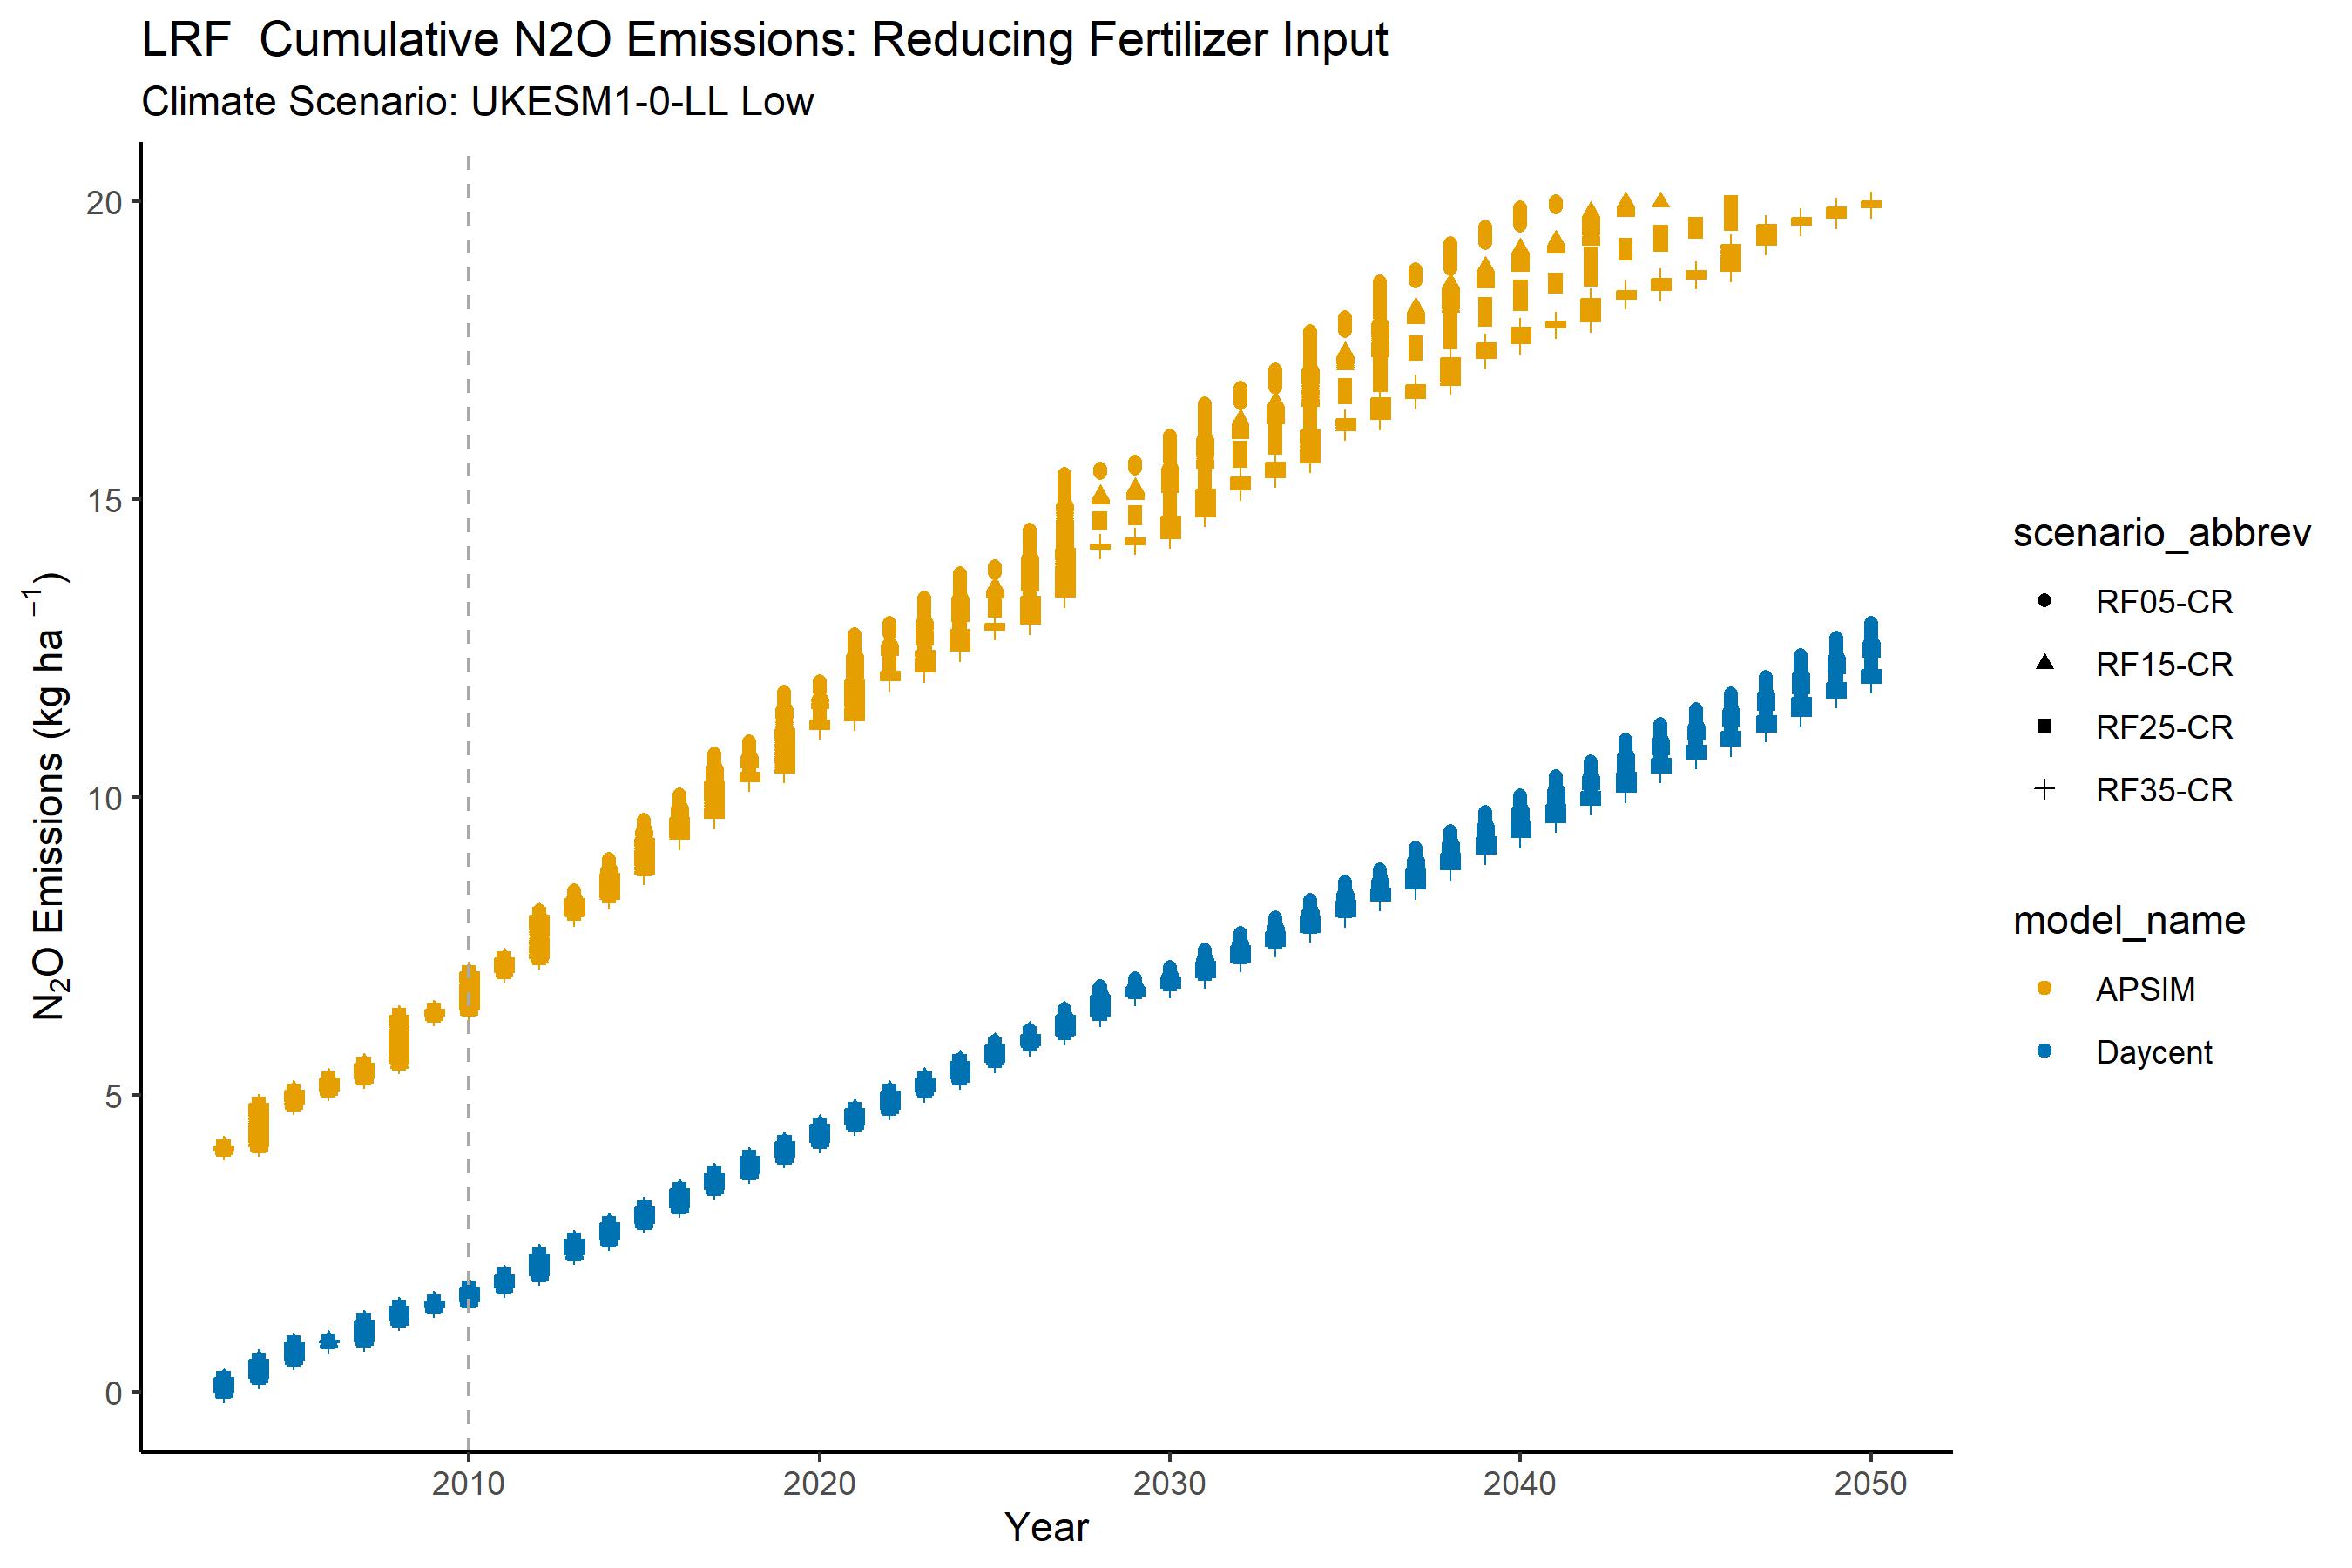 LRF  Cumulative N2O Emissions: Reducing Fertilizer Input
Climate Scenario: UKESM1-0-LL Low
N₂O Emissions (kg ha ⁻¹)
20
15
10
5
0
2010
2020
2030
2040
2050
Year
scenario_abbrev
RF05-CR
RF15-CR
RF25-CR
RF35-CR
model_name
APSIM
Daycent